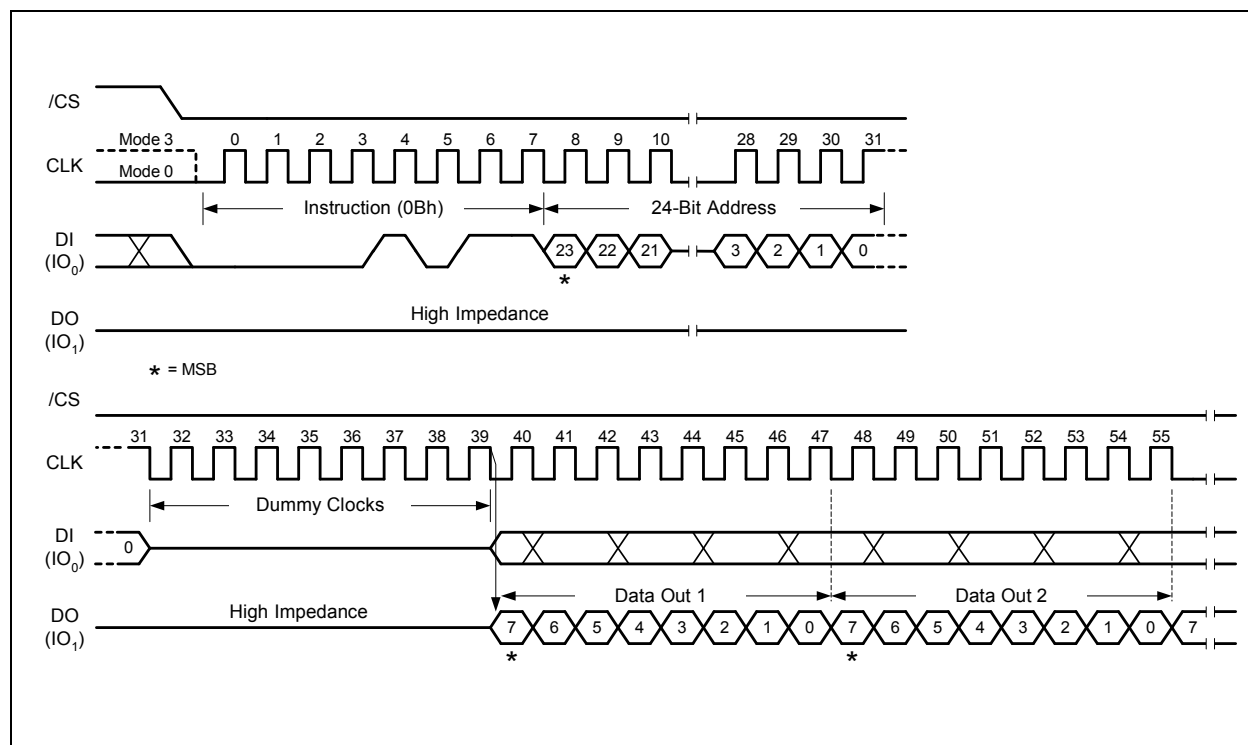 /CS
Mode 3 0 1 2 3 4 5 6 7 8 9 10 28 29 30 31
CLK
Mode 0
Instruction (0Bh) 24-Bit Address
DI
(IO0) 23 22 21 3 2 1 0
*
High Impedance
DO
(IO1)
* = MSB
/CS
31 32 33 34 35 36 37 38 39 40 41 42 43 44 45 46 47 48 49 50 51 52 53 54 55
CLK
Dummy Clocks
DI
(IO0) 0
Data Out 1 Data Out 2
High Impedance
DO
(IO1) 7 6 5 4 3 2 1 0 7 6 5 4 3 2 1 0 7
* *